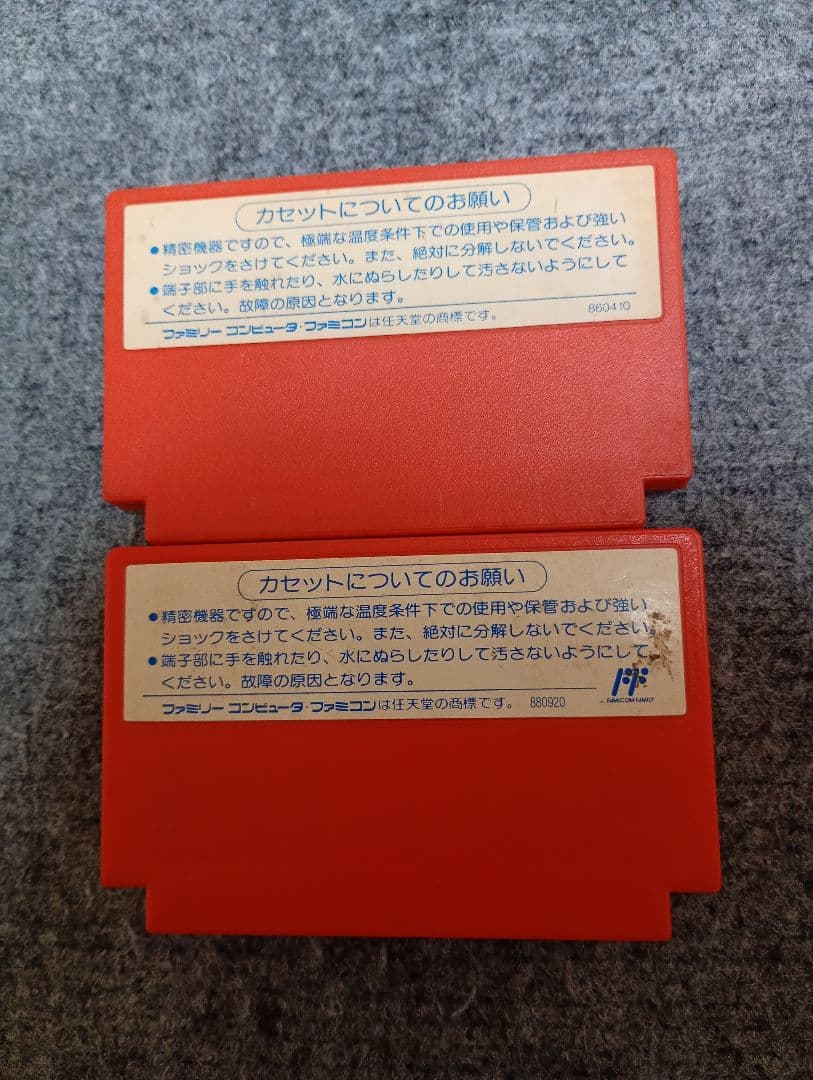 カセットについてのお願い
●精密機器ですので、極端な温度条件下での使用や保管および強い
ショックをさけてください。また、絶対に分解しないでください。
●端子部に手を触れたり、水にぬらしたりして汚さないようにして
ください。故障の原因となります。
ファミリー コンピュータ・ファミコンは任天堂の商標です。 860410
カセットについてのお願い
●精密機器ですので、極端な温度条件下での使用や保管および強い
ショックをさけてください。また、絶対に分解しないでください。
●端子部に手を触れたり、水にぬらしたりして汚さないようにして
ください。故障の原因となります。
ファミリー コンピュータ・ファミコンは任天堂の商標です。 880920
FAMICOM FAMILY